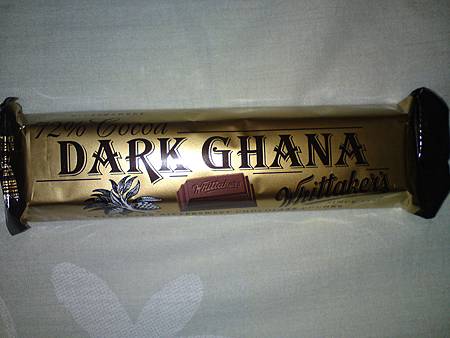 72% Cocoa
DARK GHANA
Whittaker's
Whittaker's